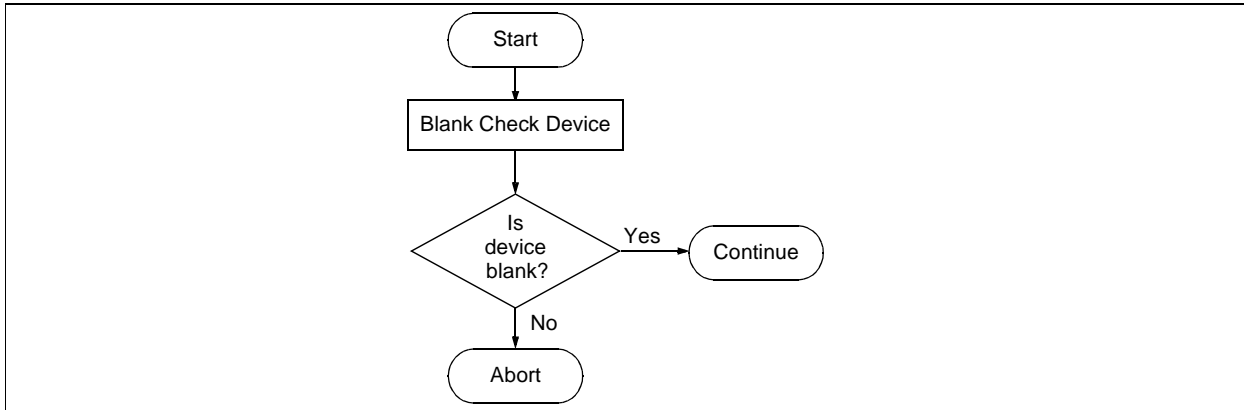 Start
Blank Check Device
Is
device
blank?
Yes
Continue
No
Abort